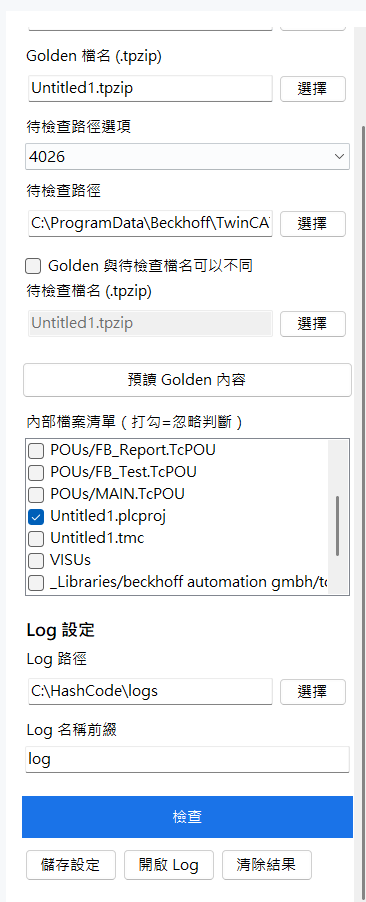 Golden 檔名 (.tpzip)
Untitled1.tpzip 選擇
待檢查路徑選項
4026
待檢查路徑
C:\ProgramData\Beckhoff\TwinCA 選擇
Golden 與待檢查檔名可以不同
待檢查檔名 (.tpzip)
Untitled1.tpzip 選擇
預讀 Golden 內容
內部檔案清單（打勾=忽略判斷）
POUs/FB_Report.TcPOU
POUs/FB_Test.TcPOU
POUs/MAIN.TcPOU
Untitled1.plcproj
Untitled1.tmc
VISUs
_Libraries/beckhoff automation gmbh/tc
Log 設定
Log 路徑
C:\HashCode\logs 選擇
Log 名稱前綴
log
檢查
儲存設定 開啟 Log 清除結果